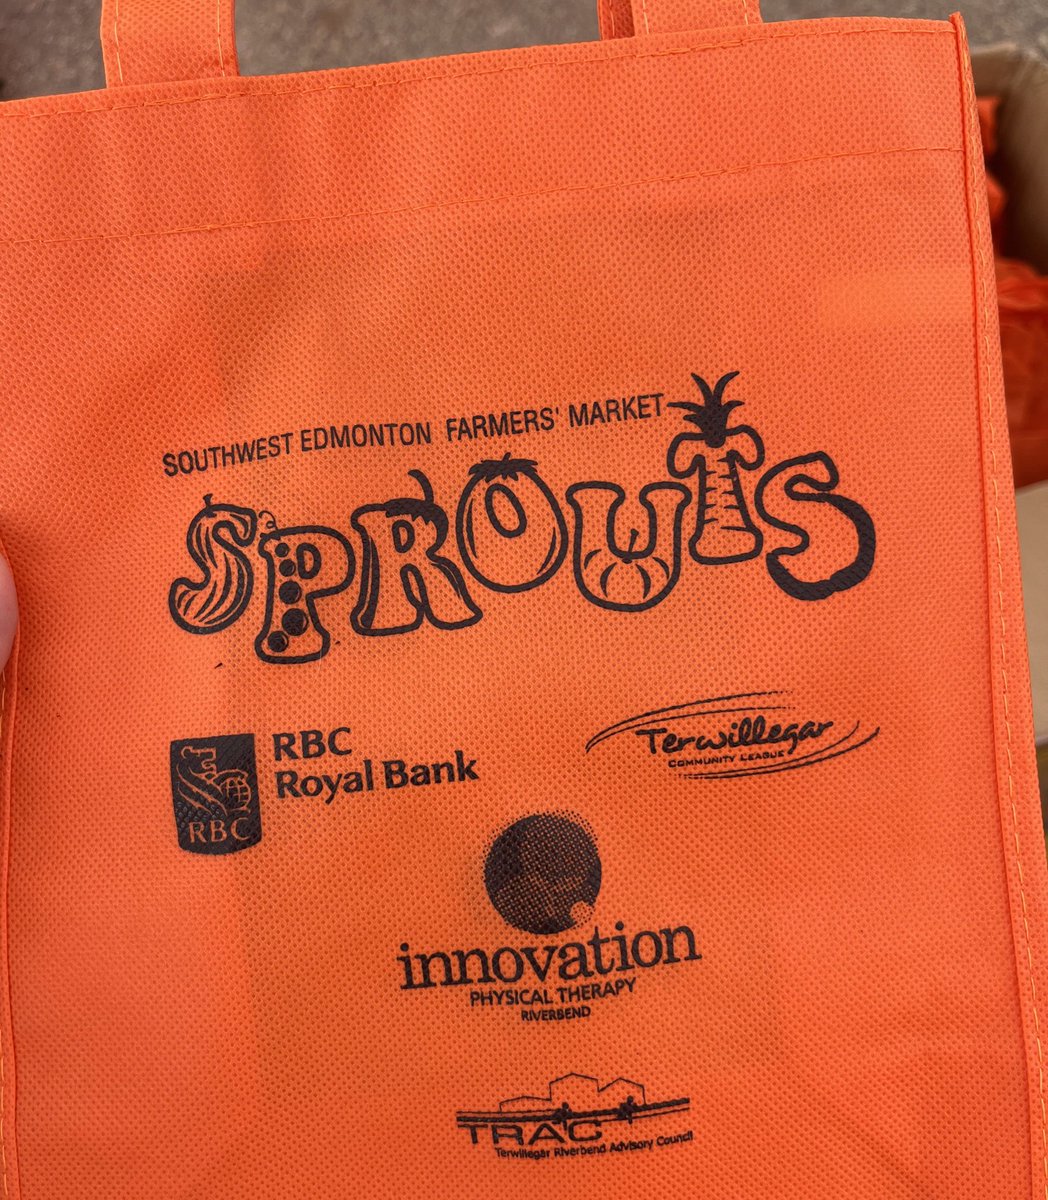 SOUTHWEST EDMONTON FARMERS' MARKET
SPROUTS
RBC
Royal Bank
RBC
Terwillegar
COMMUNITY LEAGUE
innovation
PHYSICAL THERAPY
RIVERBEND
TRAC
Terwillegar Riverbend Advisory Council